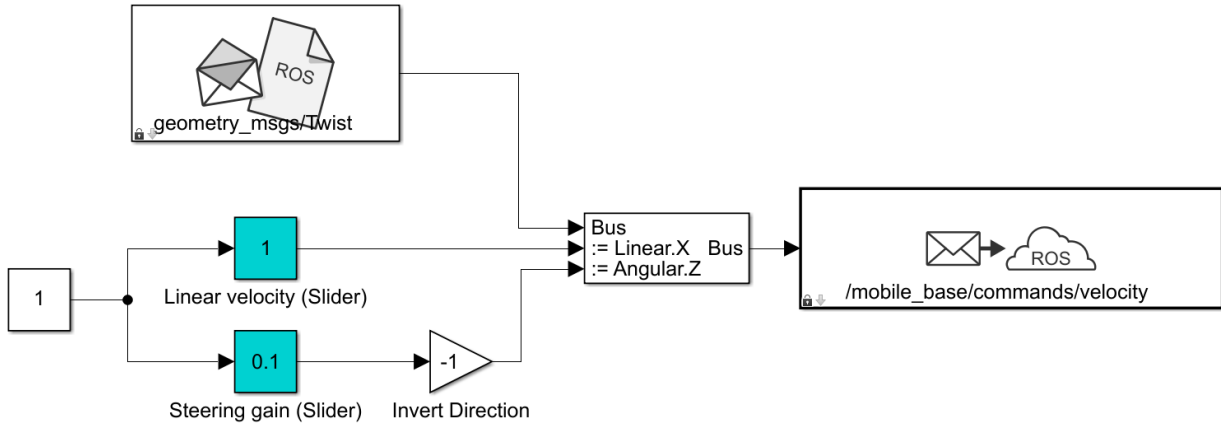 ROS
geometry_msgs/Twist
Bus
:= Linear.X Bus
:= Angular.Z
ROS
/mobile_base/commands/velocity
1
1
Linear velocity (Slider)
0.1
Steering gain (Slider)
-1
Invert Direction